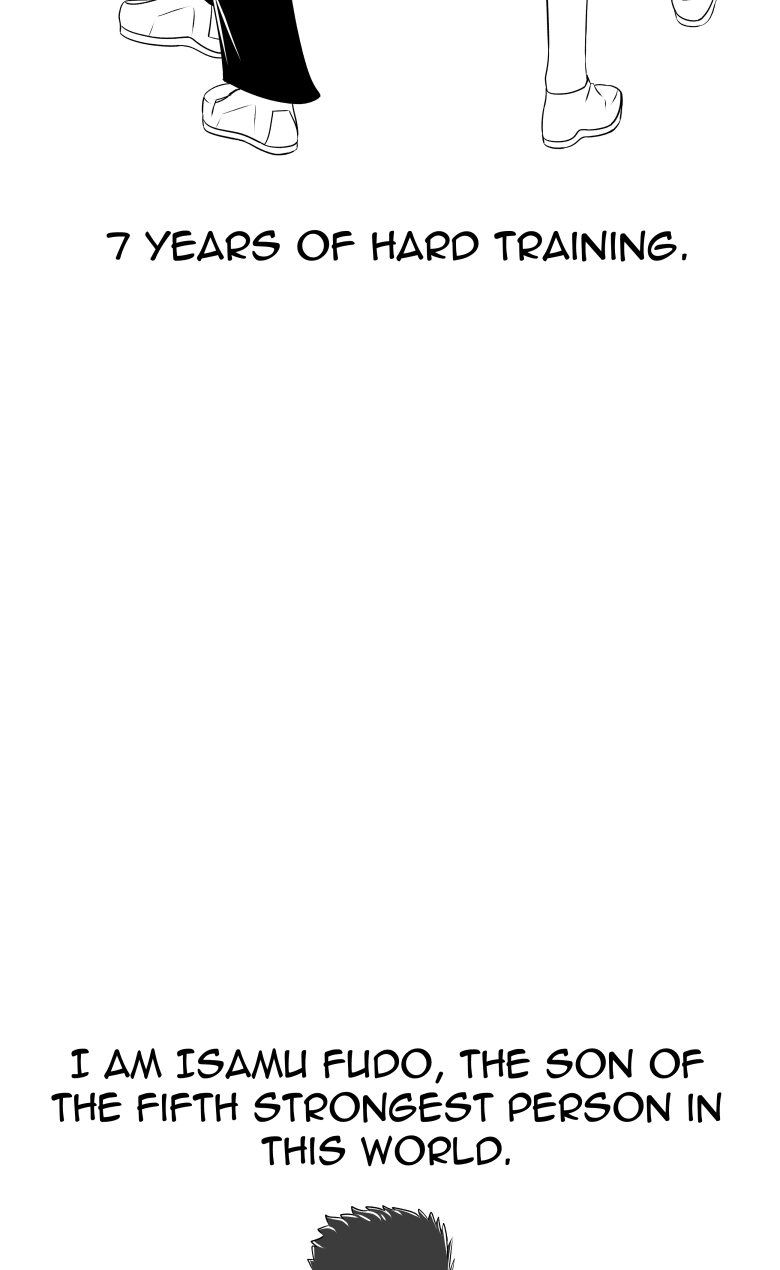 7 YEARS OF HARD TRAINING.
I AM ISAMU FUDO, THE SON OF
THE FIFTH STRONGEST PERSON IN
THIS WORLD.